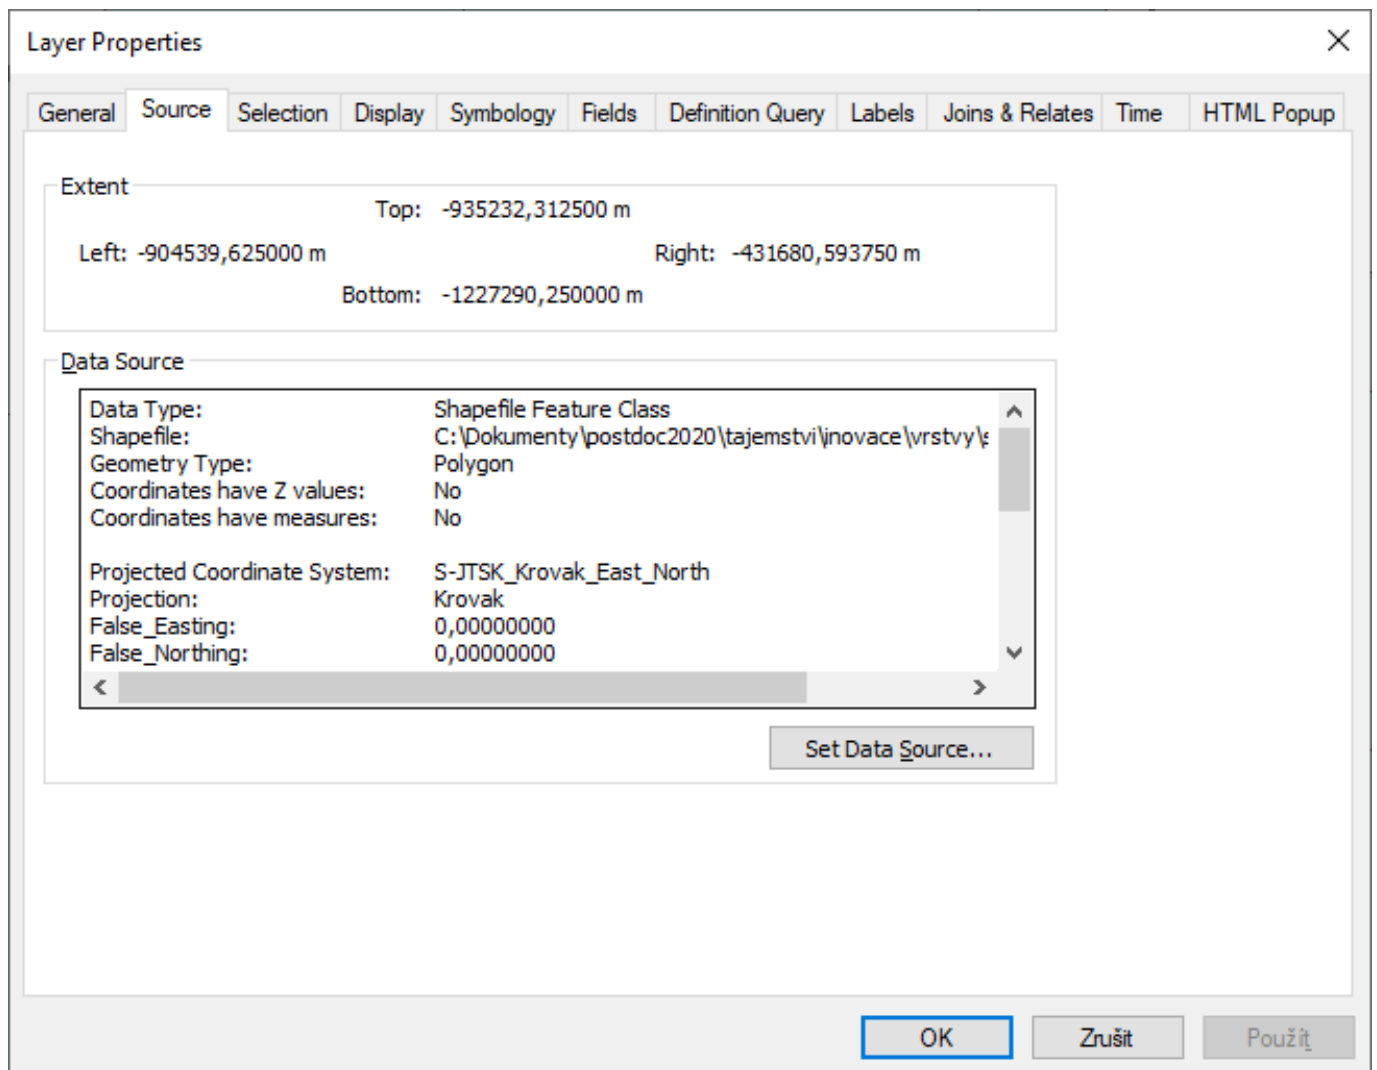 Layer Properties
General Source Selection Display Symbology Fields Definition Query Labels Joins & Relates Time HTML Popup
Extent
Top: -935232,312500 m
Left: -904539,625000 m Right: -431680,593750 m
Bottom: -1227290,250000 m
Data Source
Data Type: Shapefile Feature Class
Shapefile: C:\Dokumenty\postdoc2020\tajemstvi\inovace\vrstvy\s
Geometry Type: Polygon
Coordinates have Z values: No
Coordinates have measures: No
Projected Coordinate System: S-JTSK_Krovak_East_North
Projection: Krovak
False_Easting: 0,00000000
False_Northing: 0,00000000
Set Data Source...
OK Zrušit Použít